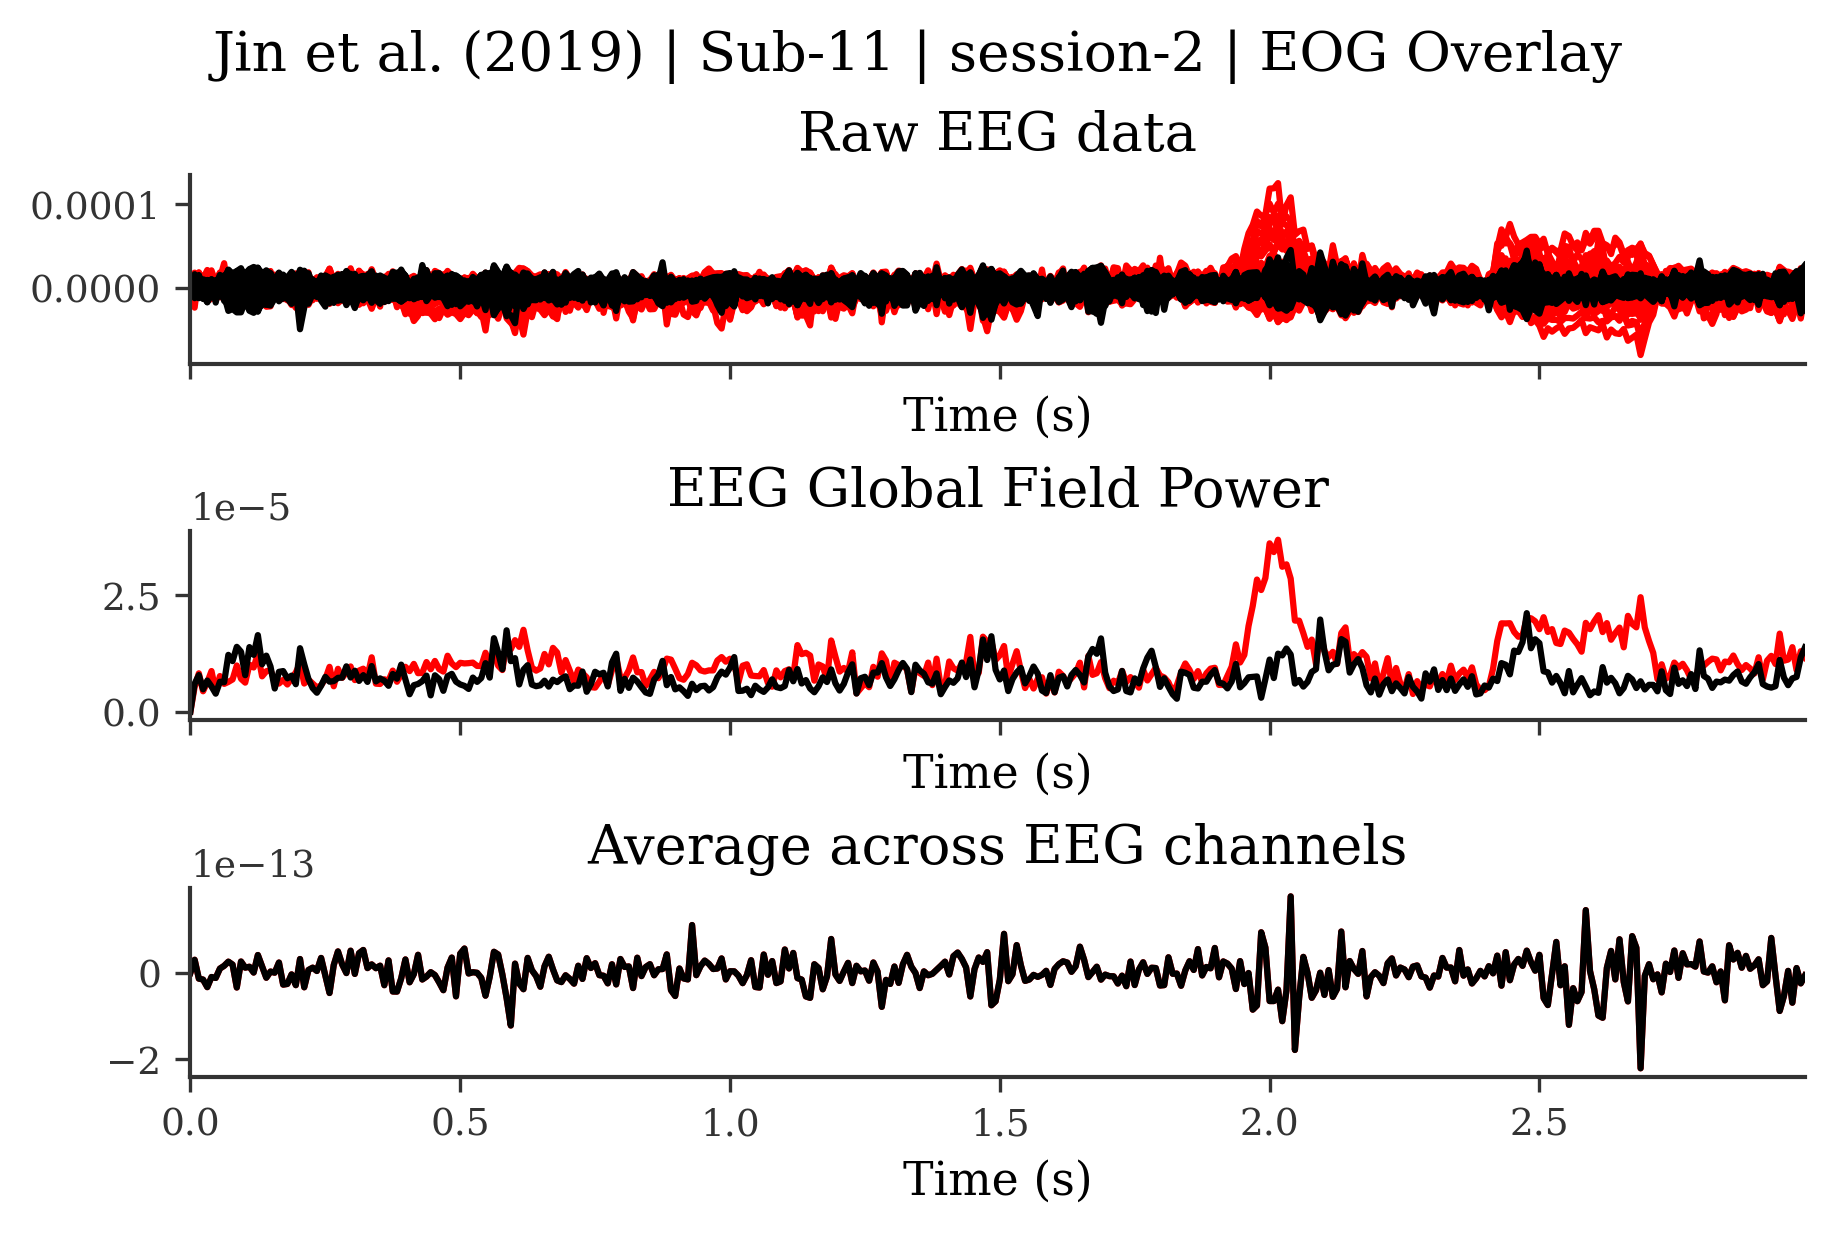 Jin et al. (2019) | Sub-11 | session-2 | EOG Overlay
Raw EEG data
0.0001
0.0000
Time (s)
EEG Global Field Power
1e−5
2.5
0.0
Time (s)
Average across EEG channels
1e−13
0
−2
0.0 0.5 1.0 1.5 2.0 2.5
Time (s)